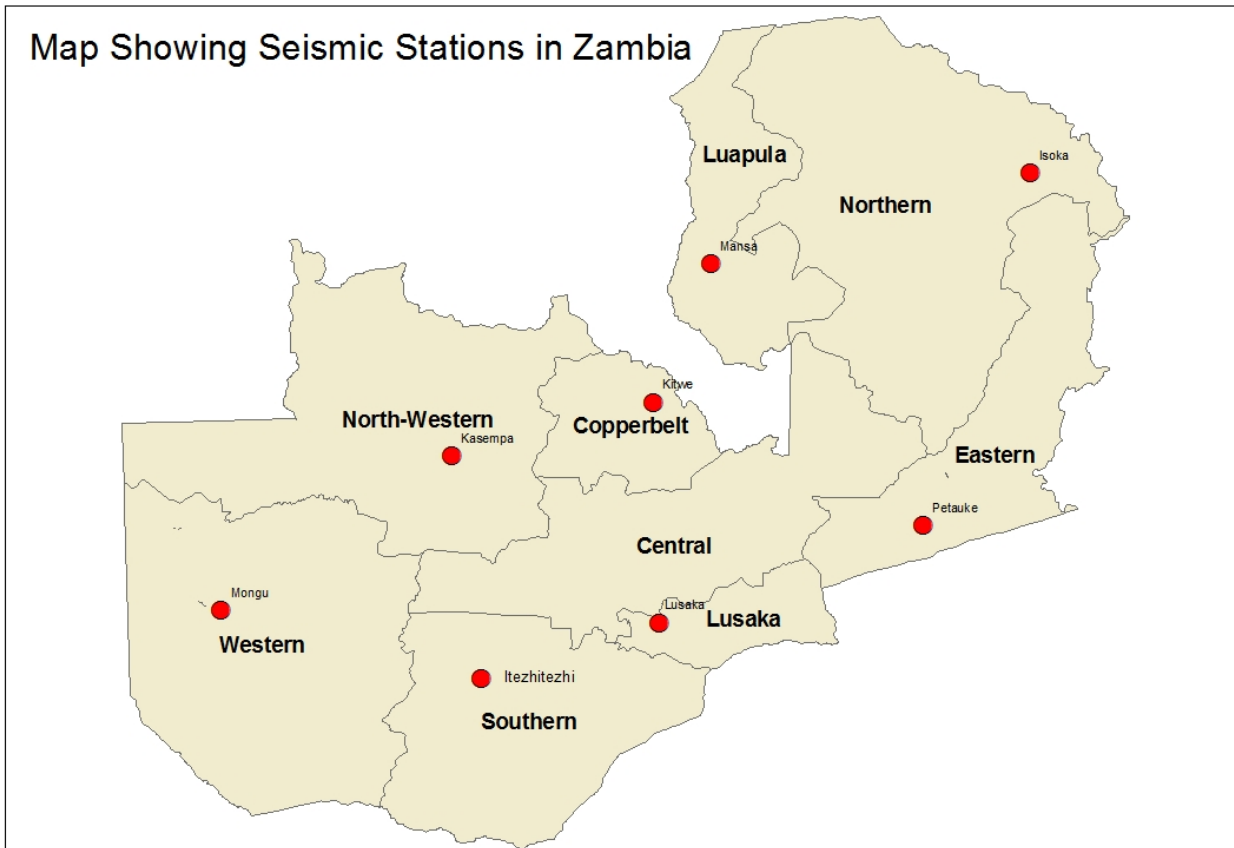 Map Showing Seismic Stations in Zambia
Luapula
Isoka
Northern
Mansa
Kitwe
North-Western
Copperbelt
Kasempa
Eastern
Petauke
Central
Mongu
Lusaka
Lusaka
Western
Itezhitezhi
Southern